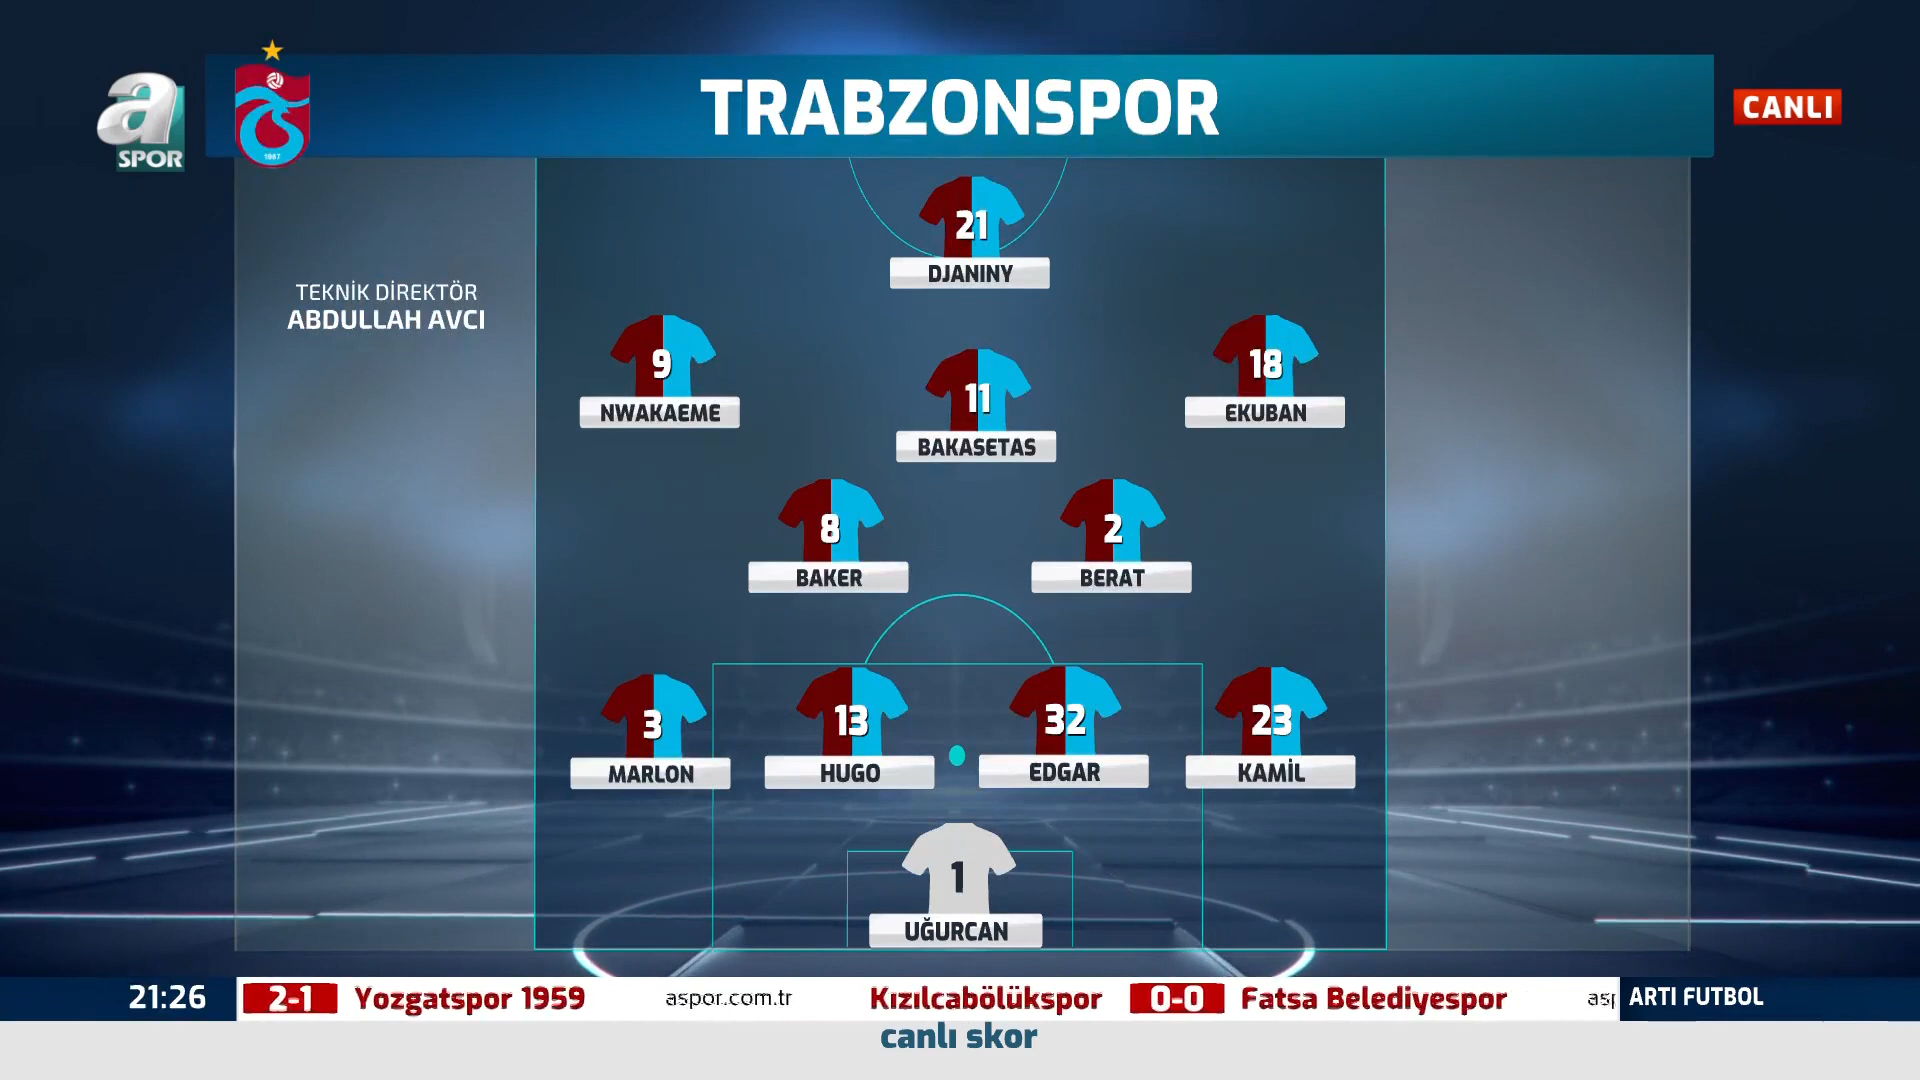 a
SPOR
1967
TRABZONSPOR
CANLI
TEKNİK DİREKTÖR
ABDULLAH AVCI
21
DJANINY
9
NWAKAEME
11
BAKASETAS
18
EKUBAN
8
BAKER
2
BERAT
3
MARLON
13
HUGO
32
EDGAR
23
KAMİL
1
UĞURCAN
21:26
2-1 Yozgatspor 1959 aspor.com.tr Kızılcabölükspor 0-0 Fatsa Belediyespor asp
ARTI FUTBOL
canlı skor